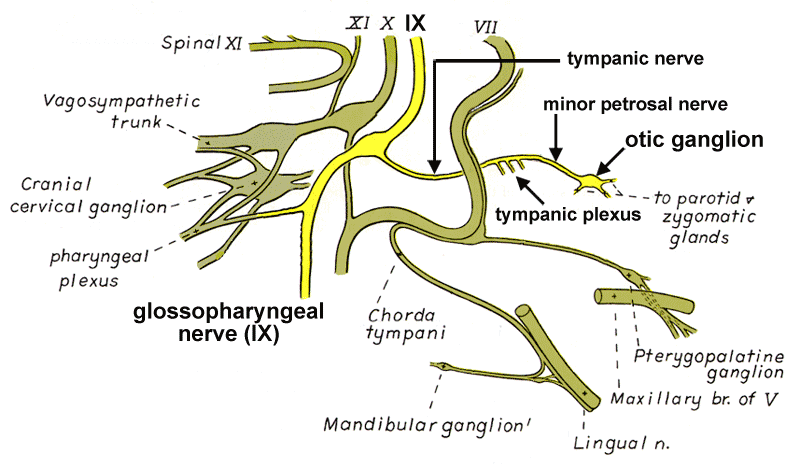 XI X IX VII
Spinal XI
tympanic nerve
Vagosympathetic
trunk
minor petrosal nerve
otic ganglion
Cranial
cervical ganglion
tympanic plexus
to parotid &
zygomatic
glands
pharyngeal
plexus
glossopharyngeal
nerve (IX)
Chorda
tympani
Pterygopalatine
ganglion
Maxillary br. of V
Mandibular ganglion'
Lingual n.